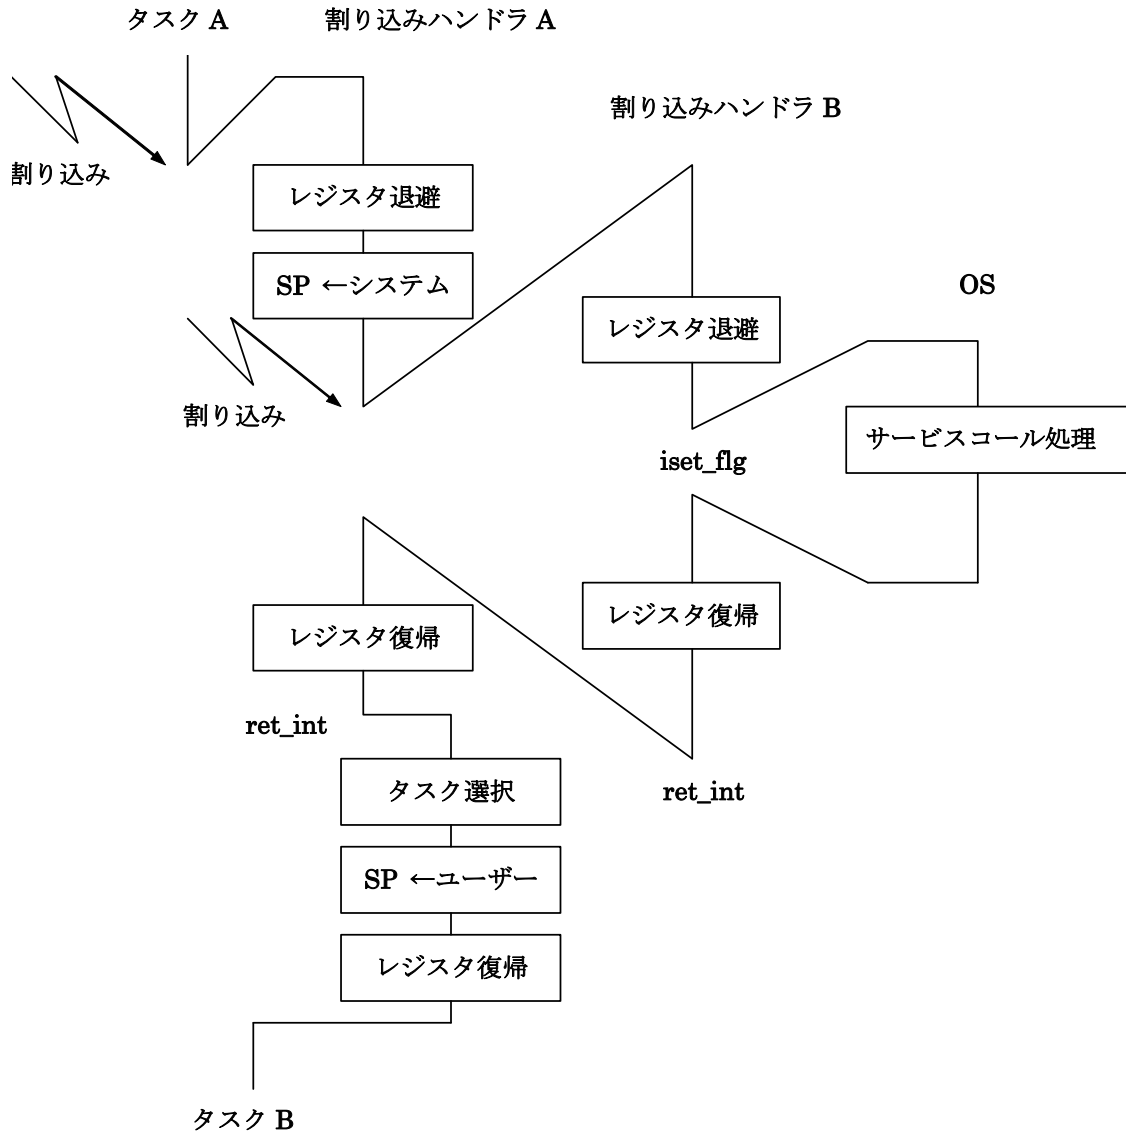 タスク A
割り込みハンドラ A
割り込みハンドラ B
割り込み
レジスタ退避
SP ←システム
OS
レジスタ退避
割り込み
サービスコール処理
iset_flg
レジスタ復帰
レジスタ復帰
ret_int
タスク選択
ret_int
SP ←ユーザー
レジスタ復帰
タスク B